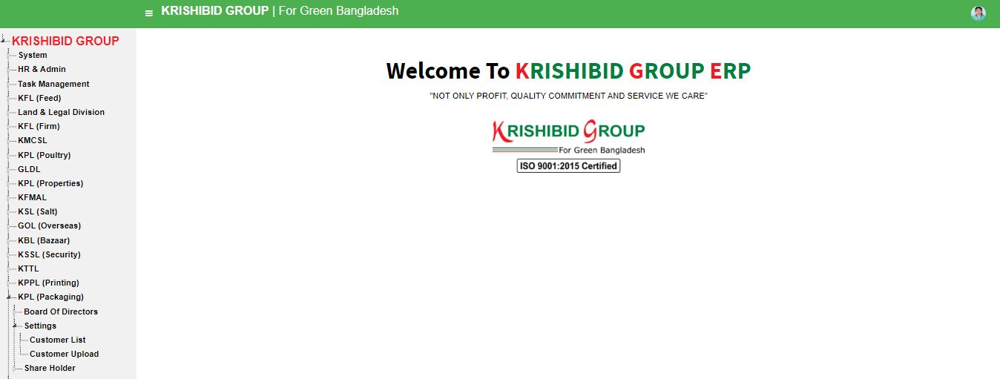 KRISHIBID GROUP | For Green Bangladesh
KRISHIBID GROUP
System
HR & Admin
Task Management
KFL (Feed)
Land & Legal Division
KFL (Firm)
KMCSL
KPL (Poultry)
GLDL
KPL (Properties)
KFMAL
KSL (Salt)
GOL (Overseas)
KBL (Bazaar)
KSSL (Security)
KTTL
KPPL (Printing)
KPL (Packaging)
Board Of Directors
Settings
Customer List
Customer Upload
Share Holder
Welcome To KRISHIBID GROUP ERP
"NOT ONLY PROFIT, QUALITY COMMITMENT AND SERVICE WE CARE"
KRISHIBID GROUP
For Green Bangladesh
ISO 9001:2015 Certified